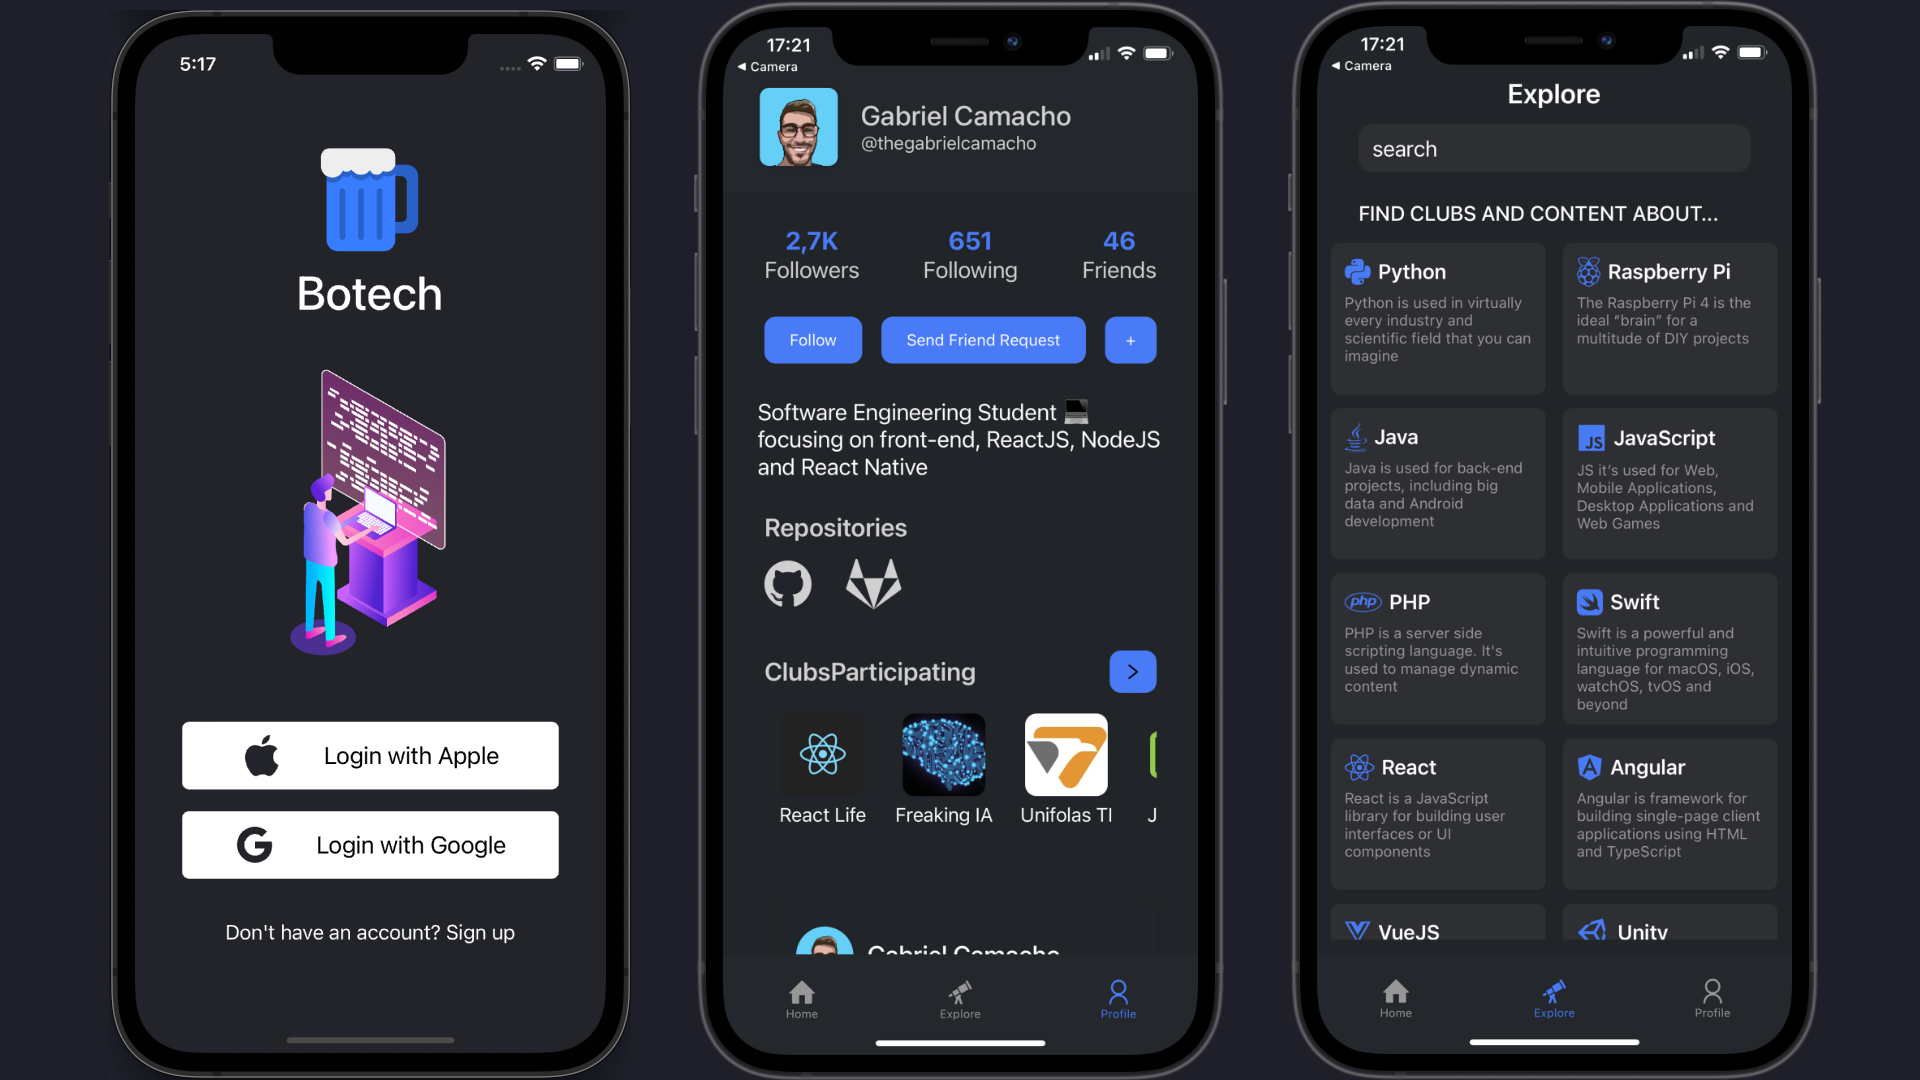 5:17
Botech
Login with Apple
G Login with Google
Don't have an account? Sign up
17:21
◀ Camera
Gabriel Camacho
@thegabrielcamacho
2,7K 651 46
Followers Following Friends
Follow Send Friend Request +
Software Engineering Student 💻
focusing on front-end, ReactJS, NodeJS
and React Native
Repositories
ClubsParticipating >
React Life Freaking IA Unifolas TI J
Gabriel Camacho
Home Explore Profile
17:21
◀ Camera
Explore
search
FIND CLUBS AND CONTENT ABOUT...
Python
Python is used in virtually
every industry and
scientific field that you can
imagine
Raspberry Pi
The Raspberry Pi 4 is the
ideal “brain” for a
multitude of DIY projects
Java
Java is used for back-end
projects, including big
data and Android
development
JS JavaScript
JS it's used for Web,
Mobile Applications,
Desktop Applications and
Web Games
php PHP
PHP is a server side
scripting language. It's
used to manage dynamic
content
Swift
Swift is a powerful and
intuitive programming
language for macOS, iOS,
watchOS, tvOS and
beyond
React
React is a JavaScript
library for building user
interfaces or UI
components
A Angular
Angular is framework for
building single-page client
applications using HTML
and TypeScript
VueJS
Unity
Home Explore Profile